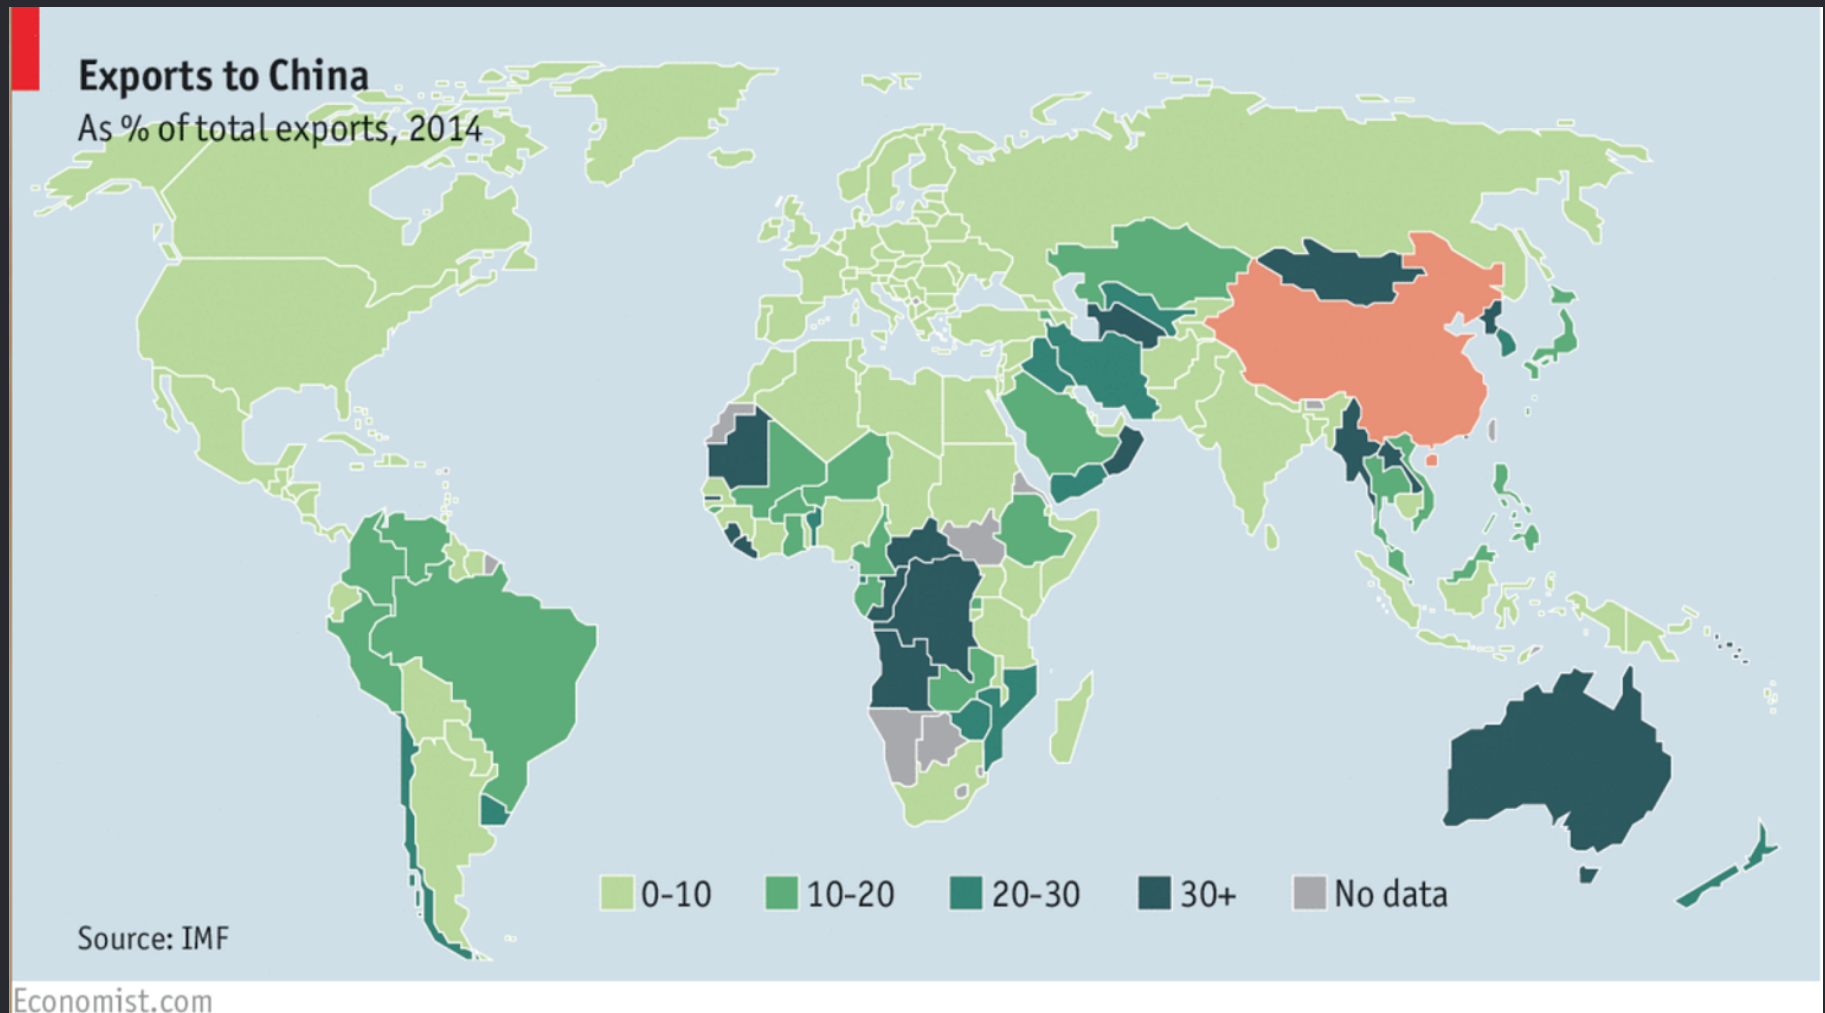 Exports to China
As % of total exports, 2014
0-10
10-20
20-30
30+
No data
Source: IMF
Economist.com